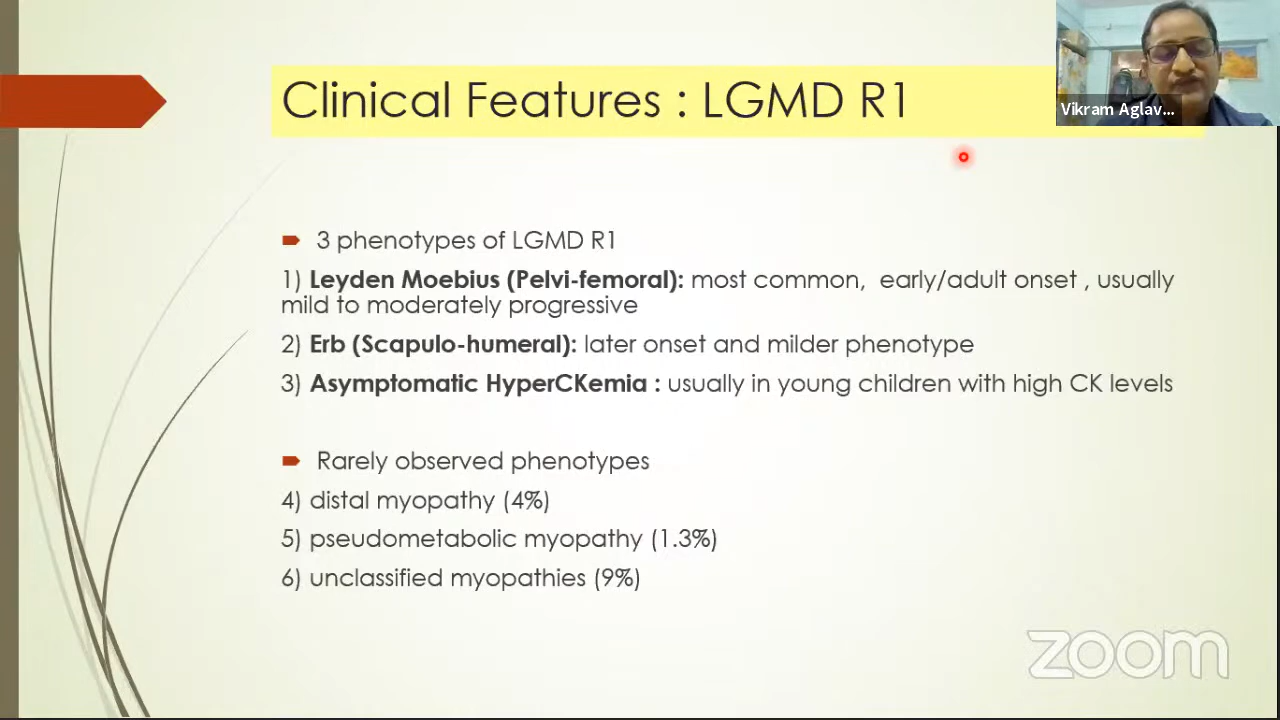 Clinical Features : LGMD R1
Vikram Aglav...
3 phenotypes of LGMD R1
1) Leyden Moebius (Pelvi-femoral): most common, early/adult onset , usually
mild to moderately progressive
2) Erb (Scapulo-humeral): later onset and milder phenotype
3) Asymptomatic HyperCKemia : usually in young children with high CK levels
Rarely observed phenotypes
4) distal myopathy (4%)
5) pseudometabolic myopathy (1.3%)
6) unclassified myopathies (9%)
zoom